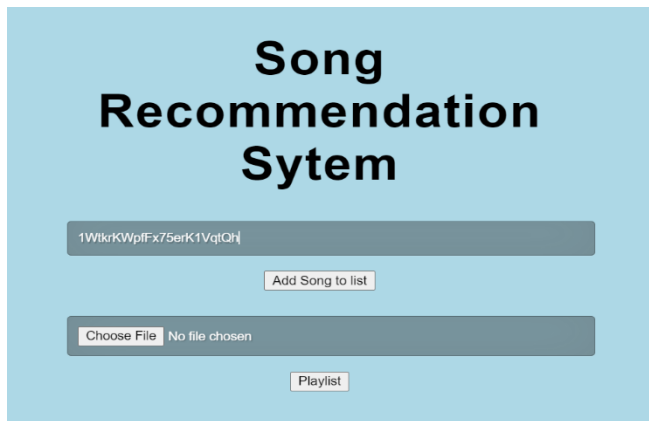 Song
Recommendation
Sytem
1WtkrKWpfFx75erK1VqtQh
Add Song to list
Choose File No file chosen
Playlist